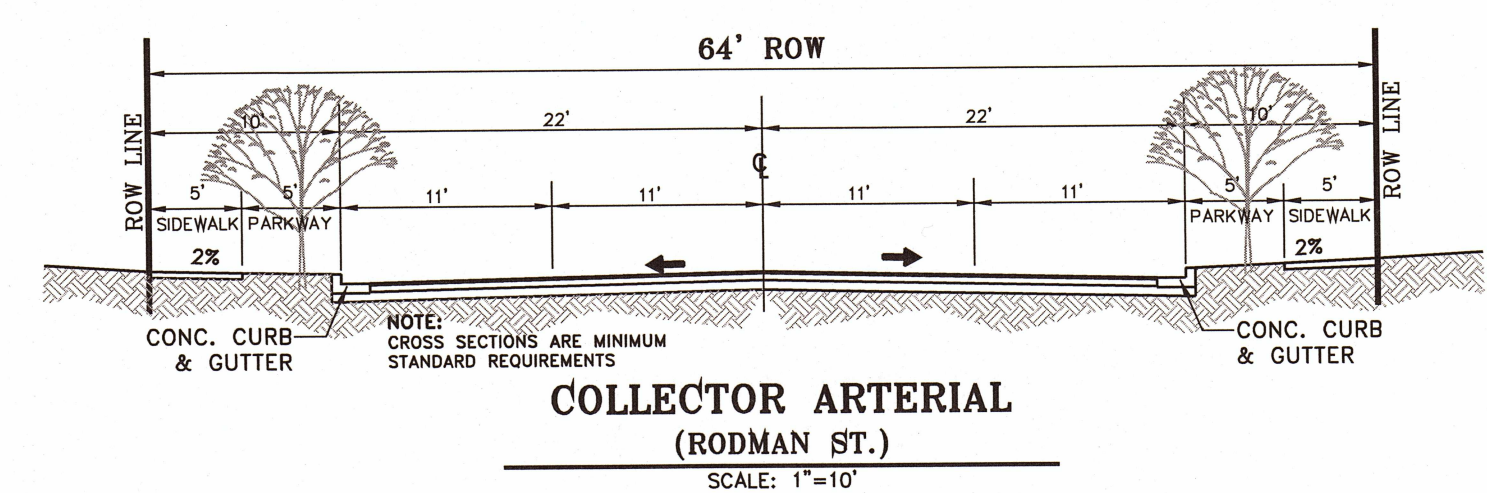 64' ROW
ROW LINE
ROW LINE
10' 22' 22' 10'
℄
5' 5' 11' 11' 11' 11' 5' 5'
SIDEWALK PARKWAY PARKWAY SIDEWALK
2% 2%
CONC. CURB
& GUTTER
NOTE:
CROSS SECTIONS ARE MINIMUM
STANDARD REQUIREMENTS
CONC. CURB
& GUTTER
COLLECTOR ARTERIAL
(RODMAN ST.)
SCALE: 1"=10'